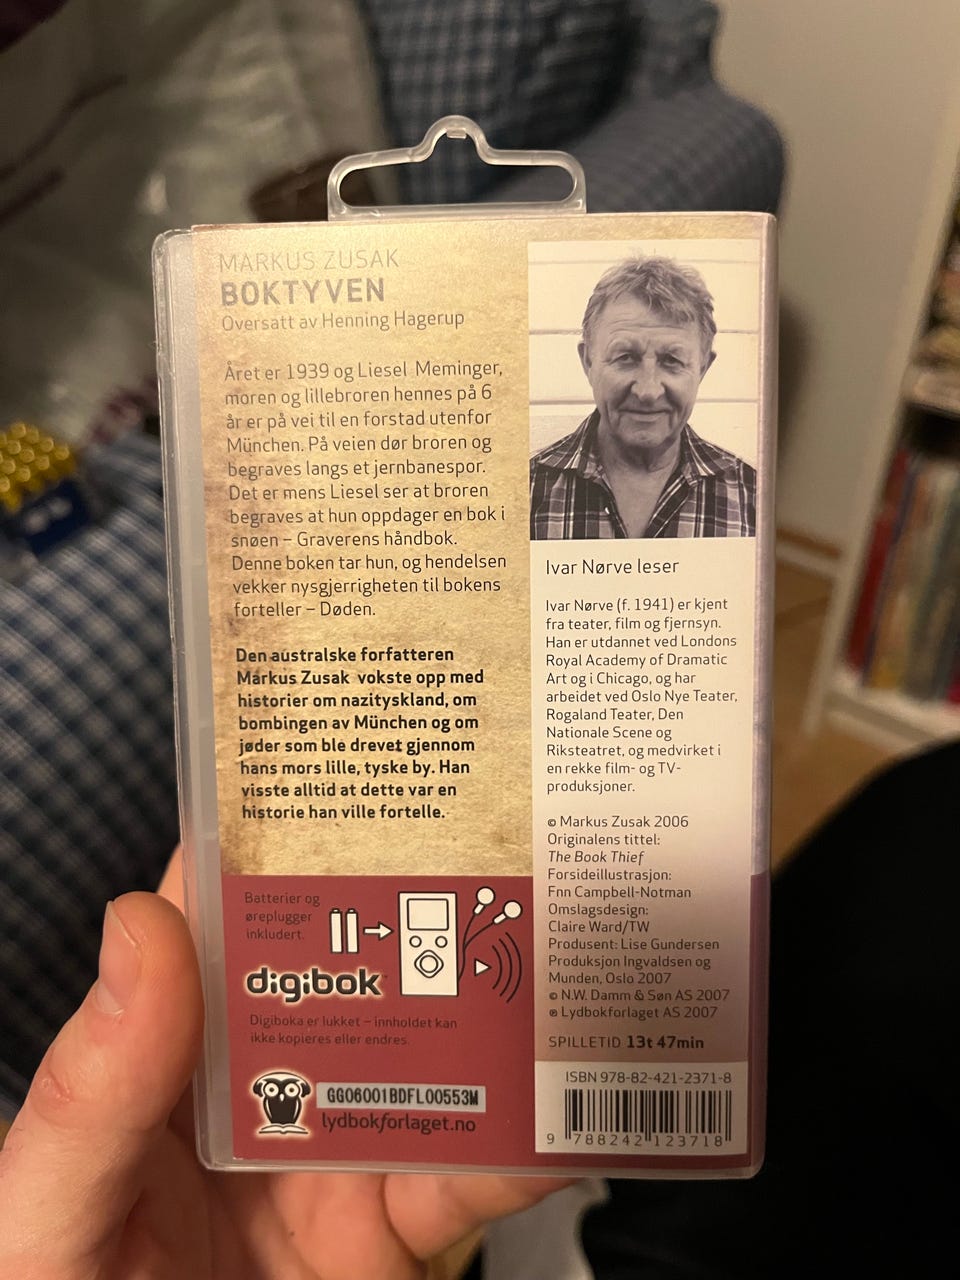 MARKUS ZUSAK
BOKTYVEN
Oversatt av Henning Hagerup
Året er 1939 og Liesel Meminger,
moren og lillebroren hennes på 6
år er på vei til en forstad utenfor
München. På veien dør broren og
begraves langs et jernbanespor.
Det er mens Liesel ser at broren
begraves at hun oppdager en bok i
snøen – Graverens håndbok.
Denne boken tar hun, og hendelsen
vekker nysgjerrigheten til bokens
forteller – Døden.
Den australske forfatteren
Markus Zusak vokste opp med
historier om nazityskland, om
bombingen av München og om
jøder som ble drevet gjennom
hans mors lille, tyske by. Han
visste alltid at dette var en
historie han ville fortelle.
Batterier og
øreplugger
inkludert.
digibok
Digiboka er lukket – innholdet kan
ikke kopieres eller endres.
GG06001BDFL00553M
lydbokforlaget.no
Ivar Nørve leser
Ivar Nørve (f. 1941) er kjent
fra teater, film og fjernsyn.
Han er utdannet ved Londons
Royal Academy of Dramatic
Art og i Chicago, og har
arbeidet ved Oslo Nye Teater,
Rogaland Teater, Den
Nationale Scene og
Riksteatret, og medvirket i
en rekke film- og TV-
produksjoner.
© Markus Zusak 2006
Originalens tittel:
The Book Thief
Forsideillustrasjon:
Fnn Campbell-Notman
Omslagsdesign:
Claire Ward/TW
Produsent: Lise Gundersen
Produksjon Ingvaldsen og
Munden, Oslo 2007
© N.W. Damm & Søn AS 2007
℗ Lydbokforlaget AS 2007
SPILLETID 13t 47min
ISBN 978-82-421-2371-8
9 788242 123718